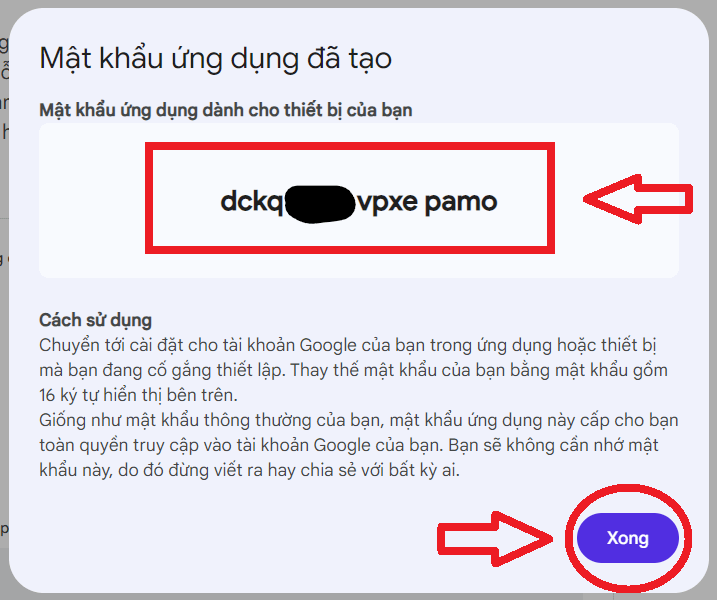 Mật khẩu ứng dụng đã tạo
Mật khẩu ứng dụng dành cho thiết bị của bạn
dckq vpxe pamo
Cách sử dụng
Chuyển tới cài đặt cho tài khoản Google của bạn trong ứng dụng hoặc thiết bị
mà bạn đang cố gắng thiết lập. Thay thế mật khẩu của bạn bằng mật khẩu gồm
16 ký tự hiển thị bên trên.
Giống như mật khẩu thông thường của bạn, mật khẩu ứng dụng này cấp cho bạn
toàn quyền truy cập vào tài khoản Google của bạn. Bạn sẽ không cần nhớ mật
khẩu này, do đó đừng viết ra hay chia sẻ với bất kỳ ai.
Xong